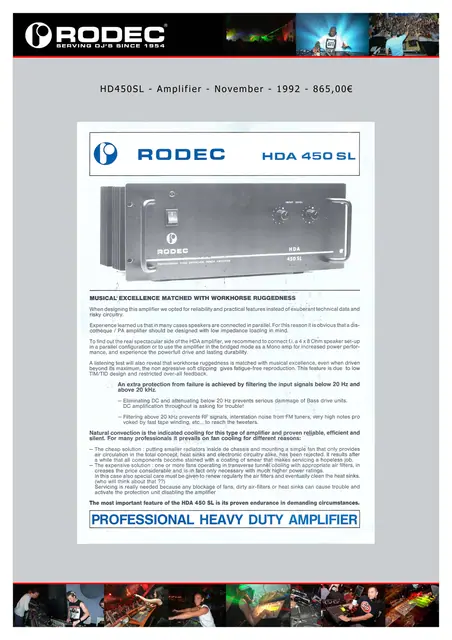 RODEC®
SERVING DJ'S SINCE 1954
HD450SL - Amplifier - November - 1992 - 865,00€
RODEC HDA 450 SL
RODEC
HDA
450 SL
MUSICAL EXCELLENCE MATCHED WITH WORKHORSE RUGGEDNESS
When designing this amplifier we opted for reliability and practical features instead of exuberant technical data and
risky circuitry.
Experience learned us that in many cases speakers are connected in parallel. For this reason it is obvious that a dis-
cotheque / PA amplifier should be designed with low impedance loading in mind.
To find out the real spectacular side of the HDA amplifier, we recommend to connect f.i. a 4 x 8 Ohm speaker set-up
in a parallel configuration or to use the amplifier in the bridged mode as a Mono amp for increased power perfor-
mance, and experience the powerfull drive and lasting durability.
A listening test will also reveal that workhorse ruggedness is matched with musical excellence, even when driven
beyond its maximum, the non agressive soft clipping gives fatigue-free reproduction. This feature is due to low
TIM/TID design and restricted over-all feedback.
An extra protection from failure is achieved by filtering the input signals below 20 Hz and
above 20 kHz.
— Eliminating DC and attenuating below 20 Hz prevents serious dammage of Bass drive units.
DC amplification throughout is asking for trouble!
— Filtering above 20 kHz prevents RF signals, interstation noise from FM tuners, very high notes pro
voked by fast tape winding, etc... to reach the tweeters.
Natural convection is the indicated cooling for this type of amplifier and proven reliable, efficient and
silent. For many professionals it prevails on fan cooling for different reasons:
— The cheap solution : putting smaller radiators inside de chassis and mounting a simple fan that only provides
air circulation in the total concept, heat sinks and electronic circuitry alike, has been rejected. It results after
a while that all components become stained with a coating of smear that makes servicing a hopeless job.
— The expensive solution : one or more fans operating in transverse tunnel cooling with appropriate air filters, in
creases the price considerable and is in fact only necessary with much higher power ratings.
In this case also special care must be given to renew regularly the air filters and eventually clean the heat sinks.
(who will think about that ??)
Servicing is really needed because any blockage of fans, dirty air-filters or heat sinks can cause trouble and
activate the protection unit disabling the amplifier
The most important feature of the HDA 450 SL is its proven endurance in demanding circumstances.
PROFESSIONAL HEAVY DUTY AMPLIFIER